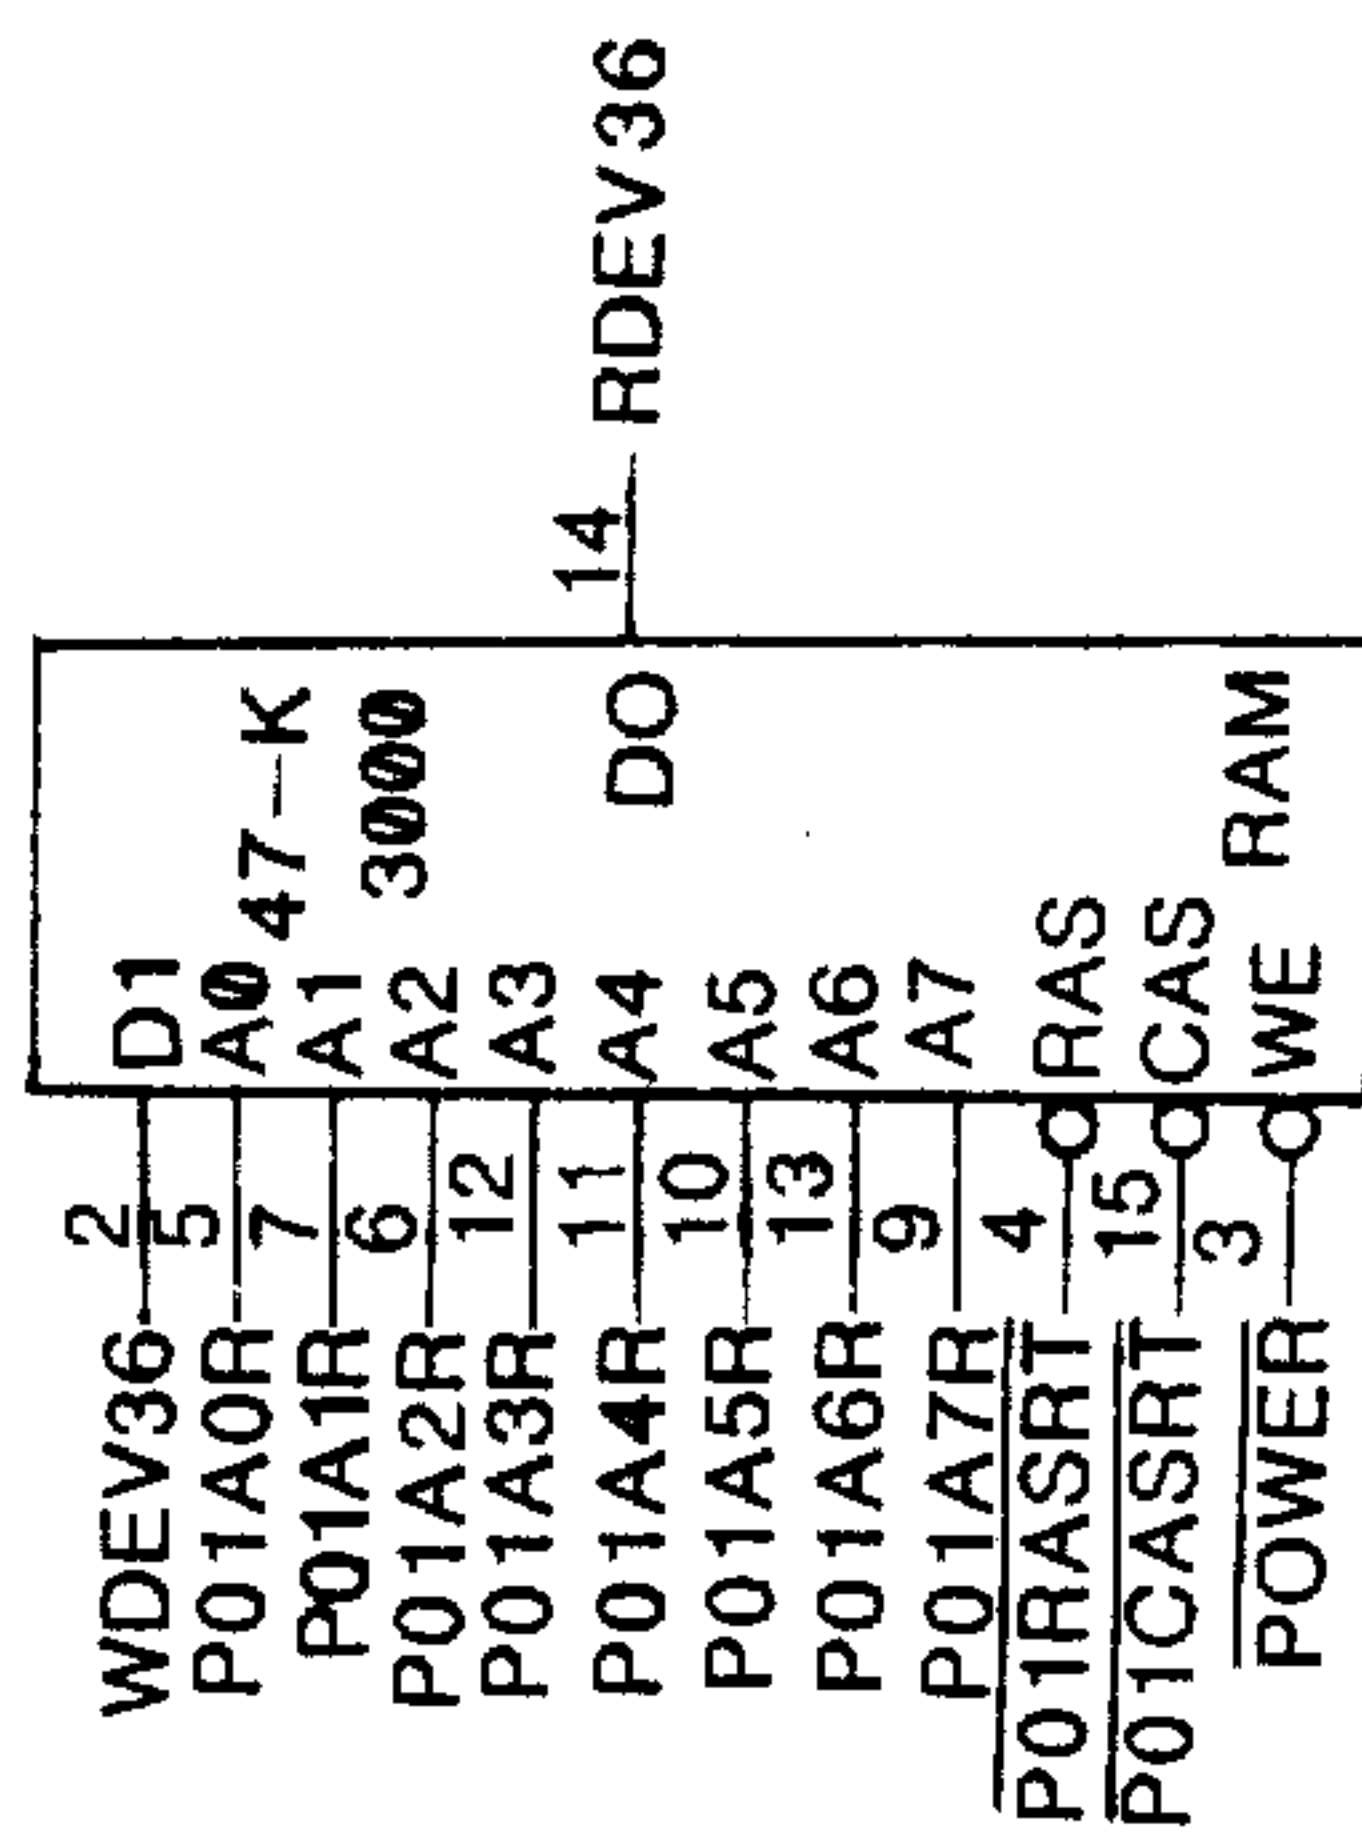 WDEV36 2 D1
P01A0R 5 A0 47-K
P01A1R 7 A1
P01A2R 6 A2 3000
P01A3R 12 A3
P01A4R 11 A4 DO 14 RDEV36
P01A5R 10 A5
P01A6R 13 A6
P01A7R 9 A7
P01RASRT 4 RAS
P01CASRT 15 CAS
POWER 3 WE RAM